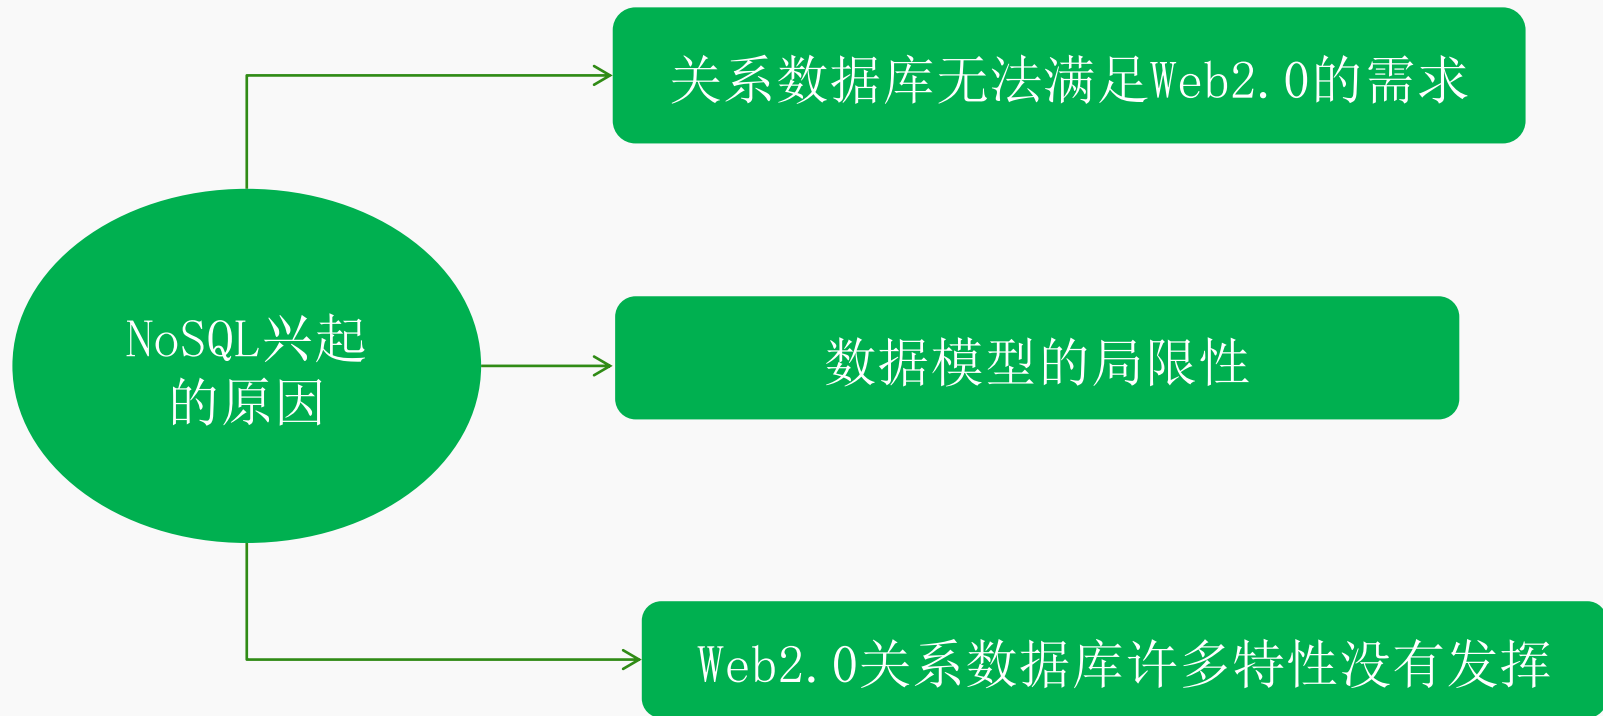 关系数据库无法满足Web2.0的需求
NoSQL兴起
的原因
数据模型的局限性
Web2.0关系数据库许多特性没有发挥